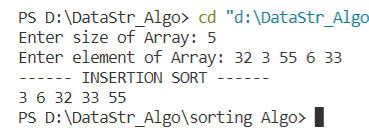 PS D:\DataStr_Algo> cd "d:\DataStr_Algo
Enter size of Array: 5
Enter element of Array: 32 3 55 6 33
------ INSERTION SORT ------
3 6 32 33 55
PS D:\DataStr_Algo\sorting Algo>